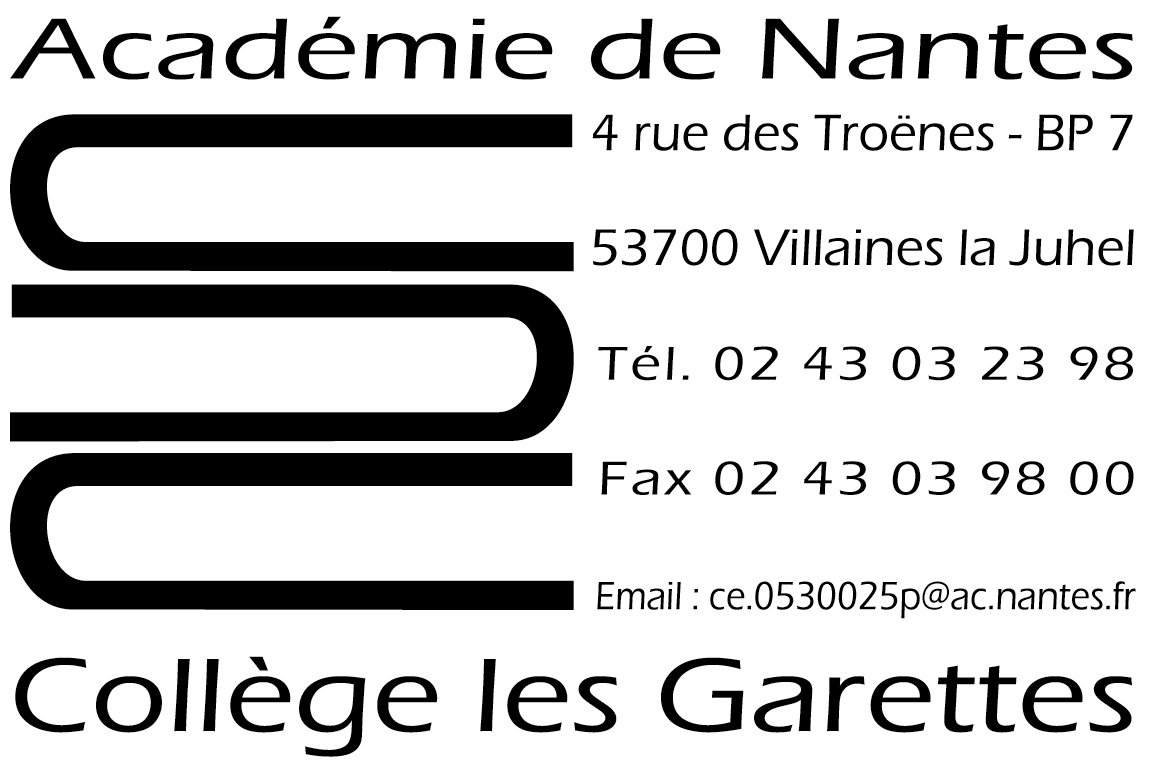 Académie de Nantes
4 rue des Troënes - BP 7
53700 Villaines la Juhel
Tél. 02 43 03 23 98
Fax 02 43 03 98 00
Email : ce.0530025p@ac.nantes.fr
Collège les Garettes